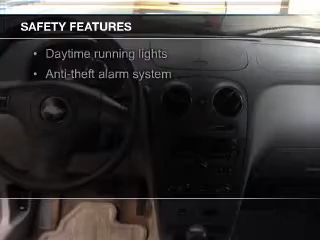 SAFETY FEATURES
• Daytime running lights
• Anti-theft alarm system